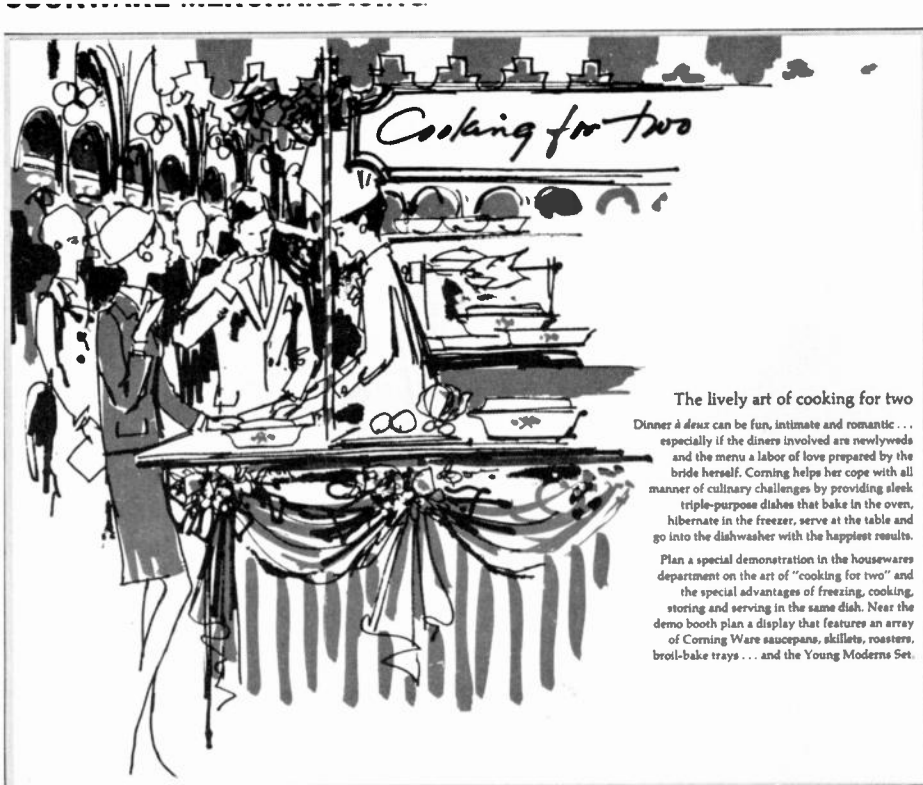 Cooking for two
The lively art of cooking for two
Dinner à deux can be fun, intimate and romantic . . .
especially if the diners involved are newlyweds
and the menu a labor of love prepared by the
bride herself. Corning helps her cope with all
manner of culinary challenges by providing sleek
triple-purpose dishes that bake in the oven,
hibernate in the freezer, serve at the table and
go into the dishwasher with the happiest results.
Plan a special demonstration in the housewares
department on the art of "cooking for two" and
the special advantages of freezing, cooking,
storing and serving in the same dish. Near the
demo booth plan a display that features an array
of Corning Ware saucepans, skillets, roasters,
broil-bake trays . . . and the Young Moderns Set.